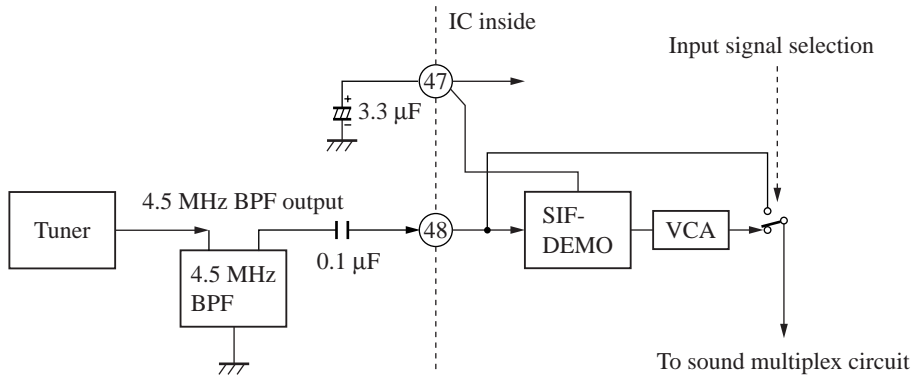 IC inside
Input signal selection
47
3.3 μF
+
−
4.5 MHz BPF output
Tuner
48
SIF-
DEMO
VCA
0.1 μF
4.5 MHz
BPF
To sound multiplex circuit